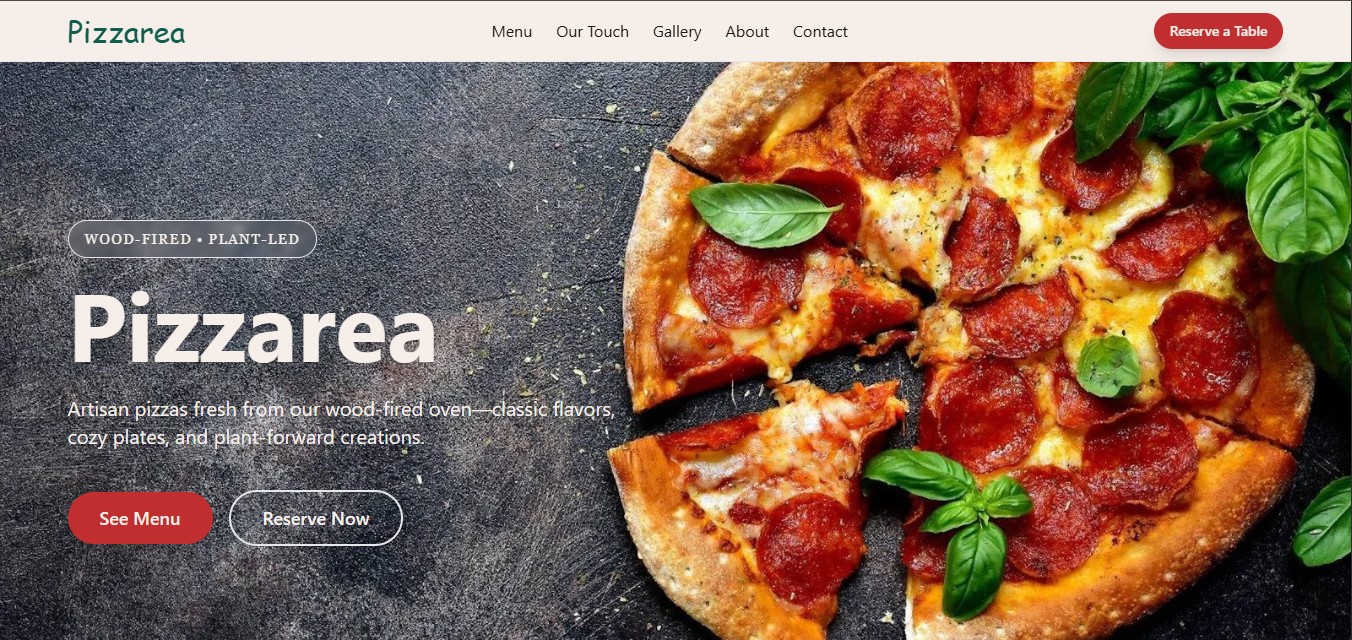 Pizzarea
Menu Our Touch Gallery About Contact
Reserve a Table
WOOD-FIRED • PLANT-LED
Pizzarea
Artisan pizzas fresh from our wood-fired oven—classic flavors,
cozy plates, and plant-forward creations.
See Menu
Reserve Now